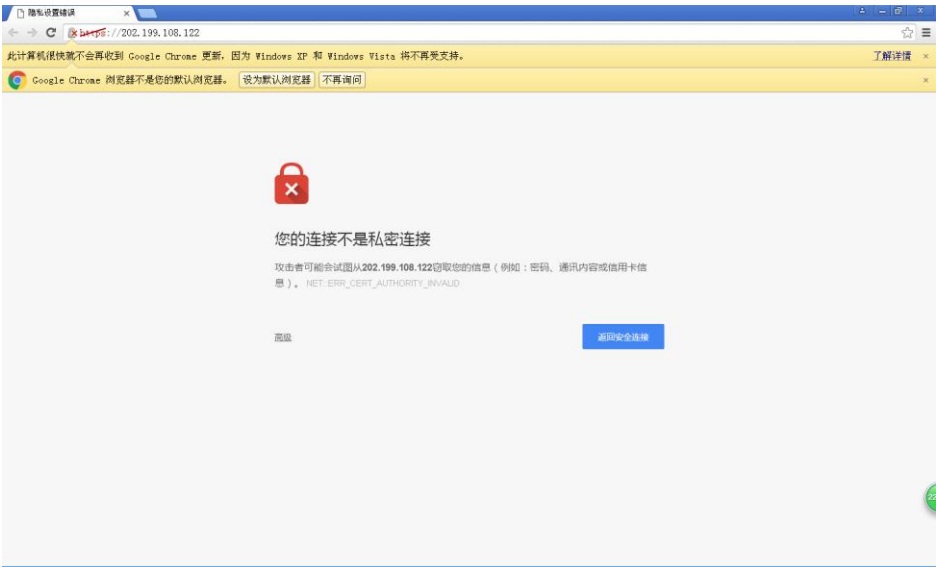 隐私设置错误
https://202.199.108.122
此计算机很快就不会再收到 Google Chrome 更新，因为 Windows XP 和 Windows Vista 将不再受支持。 了解详情
Google Chrome 浏览器不是您的默认浏览器。 设为默认浏览器 不再询问
您的连接不是私密连接
攻击者可能会试图从202.199.108.122窃取您的信息（例如：密码、通讯内容或信用卡信
息）。 NET::ERR_CERT_AUTHORITY_INVALID
高级 返回安全连接